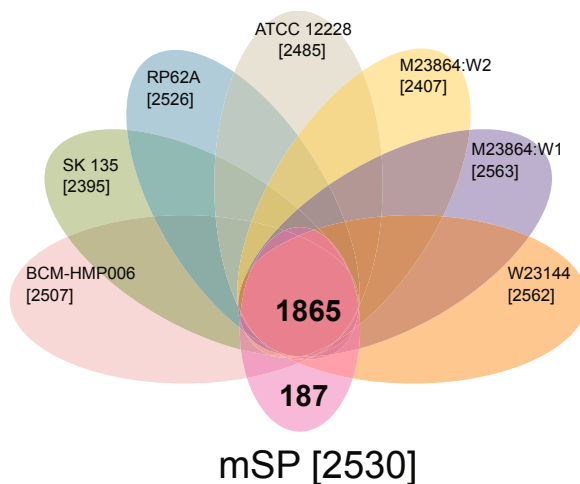 ATCC 12228
[2485]
RP62A
[2526]
M23864:W2
[2407]
SK 135
[2395]
M23864:W1
[2563]
BCM-HMP006
[2507]
W23144
[2562]
1865
187
mSP [2530]